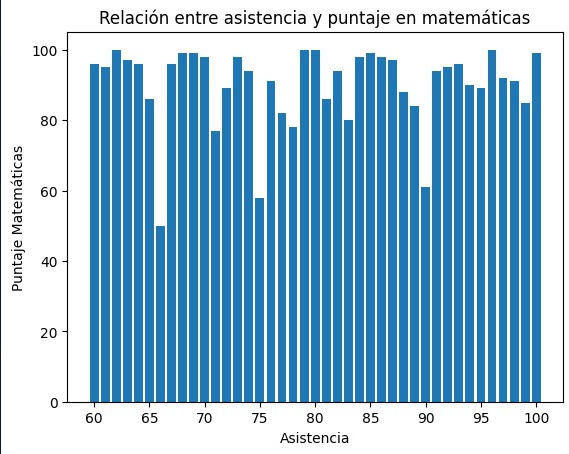 Relación entre asistencia y puntaje en matemáticas
Puntaje Matemáticas
100
80
60
40
20
0
60 65 70 75 80 85 90 95 100
Asistencia